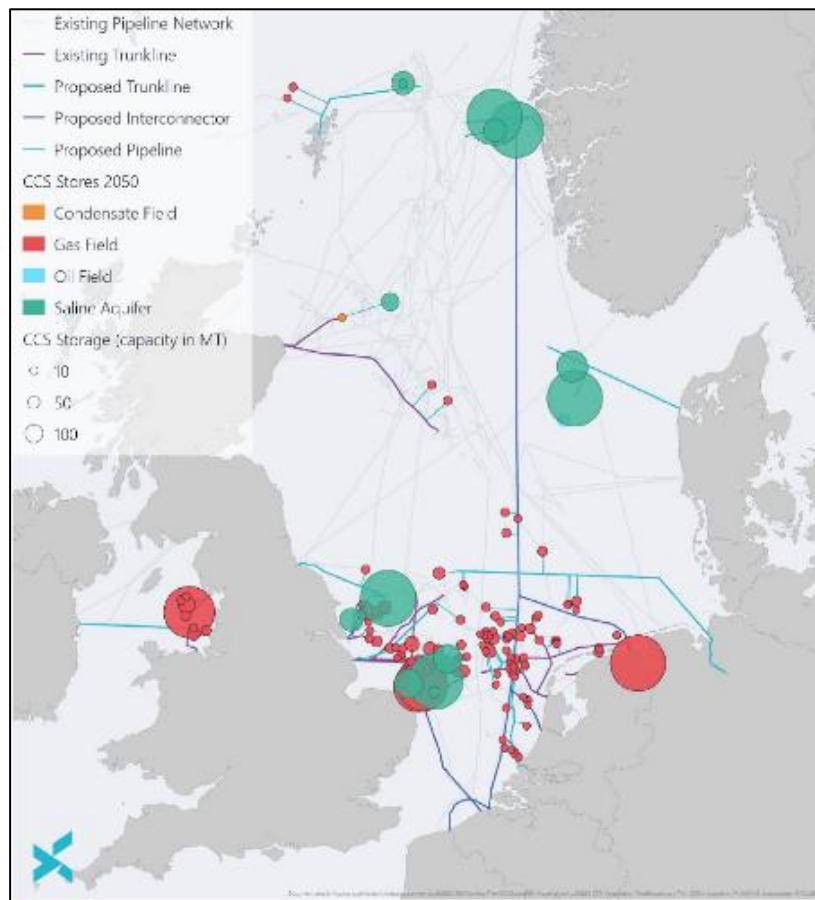 Existing Pipeline Network
Existing Trunkline
Proposed Trunkline
Proposed Interconnector
Proposed Pipeline
CCS Stores 2050
Condensate Field
Gas Field
Oil Field
Saline Aquifer
CCS Storage (capacity in MT)
10
50
100